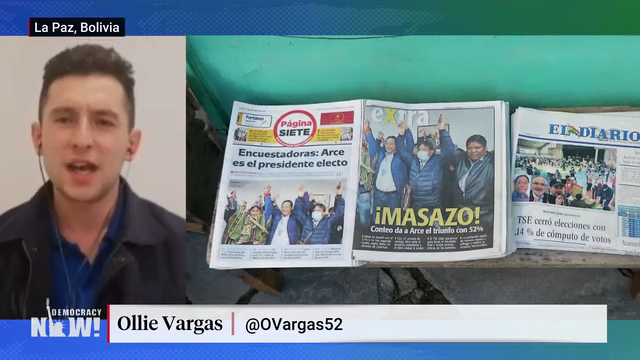 La Paz, Bolivia
Página
SIETE
Encuestadoras: Arce
es el presidente electo
extra
¡MASAZO!
Conteo da a Arce el triunfo con 52%
EL DIARIO
TSE cerró elecciones con
14 % de cómputo de votos
DEMOCRACY
NOW!
Ollie Vargas
@OVargas52